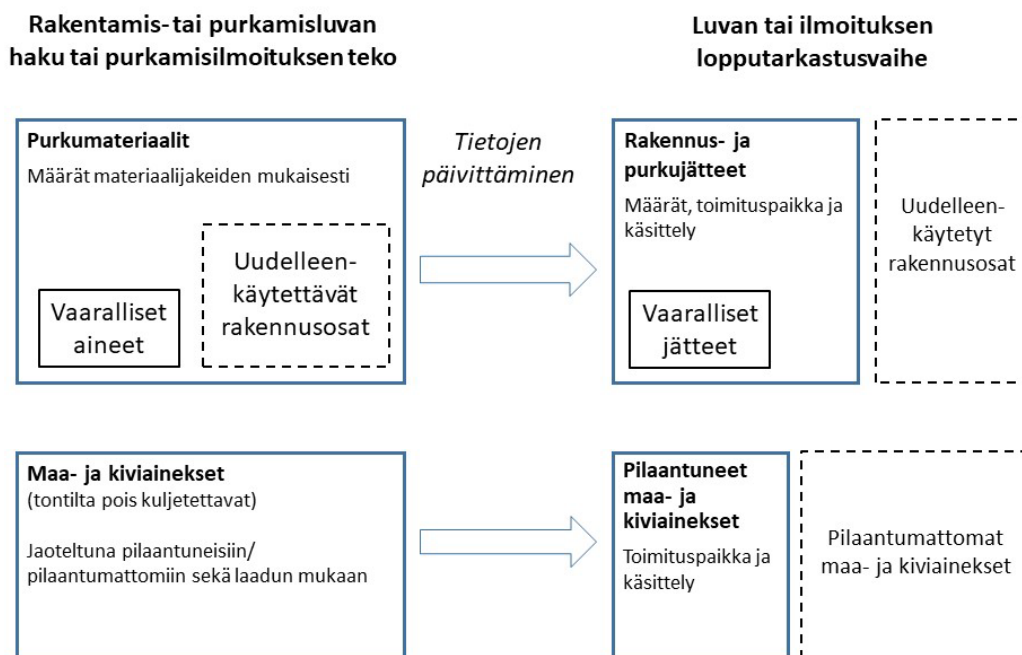 Rakentamis- tai purkamisluvan
haku tai purkamisilmoituksen teko
Luvan tai ilmoituksen
lopputarkastusvaihe
Purkumateriaalit
Määrät materiaalijakeiden mukaisesti
Vaaralliset
aineet
Uudelleen-
käytettävät
rakennusosat
Tietojen
päivittäminen
Rakennus- ja
purkujätteet
Määrät, toimituspaikka ja
käsittely
Vaaralliset
jätteet
Uudelleen-
käytetyt
rakennusosat
Maa- ja kiviainekset
(tontilta pois kuljetettavat)
Jaoteltuna pilaantuneisiin/
pilaantumattomiin sekä laadun mukaan
Pilaantuneet
maa- ja
kiviainekset
Toimituspaikka ja
käsittely
Pilaantumattomat
maa- ja kiviainekset